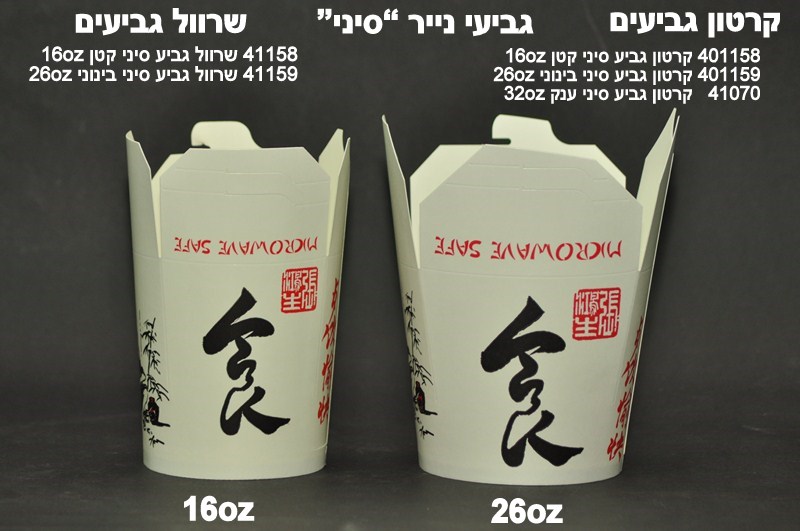 קרטון גביעים
401158 קרטון גביע סיני קטן 16oz
401159 קרטון גביע סיני בינוני 26oz
41070 קרטון גביע סיני ענק 32oz
גביעי נייר “סיני”
שרוול גביעים
41158 שרוול גביע סיני קטן 16oz
41159 שרוול גביע סיני בינוני 26oz
MICROWAVE SAFE
食
MICROWAVE SAFE
食
16oz
26oz